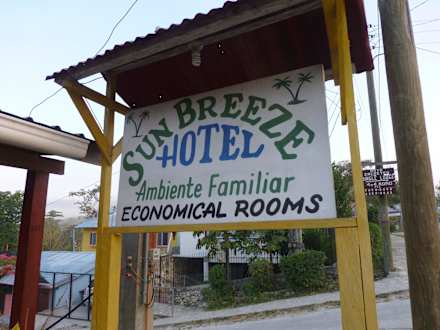 SUN BREEZE
HOTEL
Ambiente Familiar
ECONOMICAL ROOMS